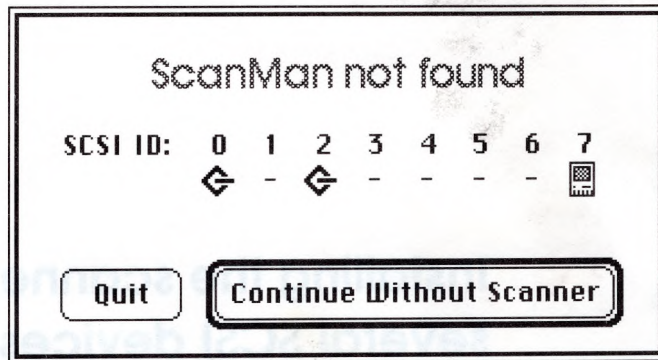 ScanMan not found
SCSI ID: 0 1 2 3 4 5 6 7
- - - - -
Quit Continue Without Scanner